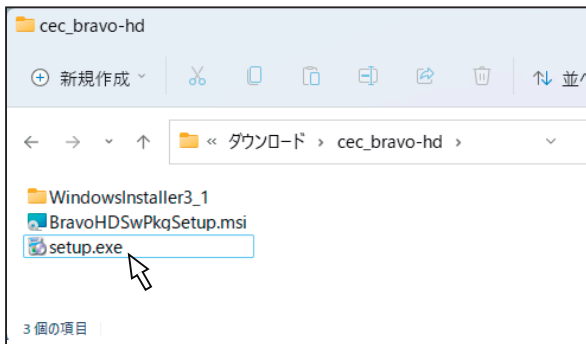 cec_bravo-hd
新規作成
« ダウンロード › cec_bravo-hd ›
WindowsInstaller3_1
BravoHDSwPkgSetup.msi
setup.exe
3 個の項目